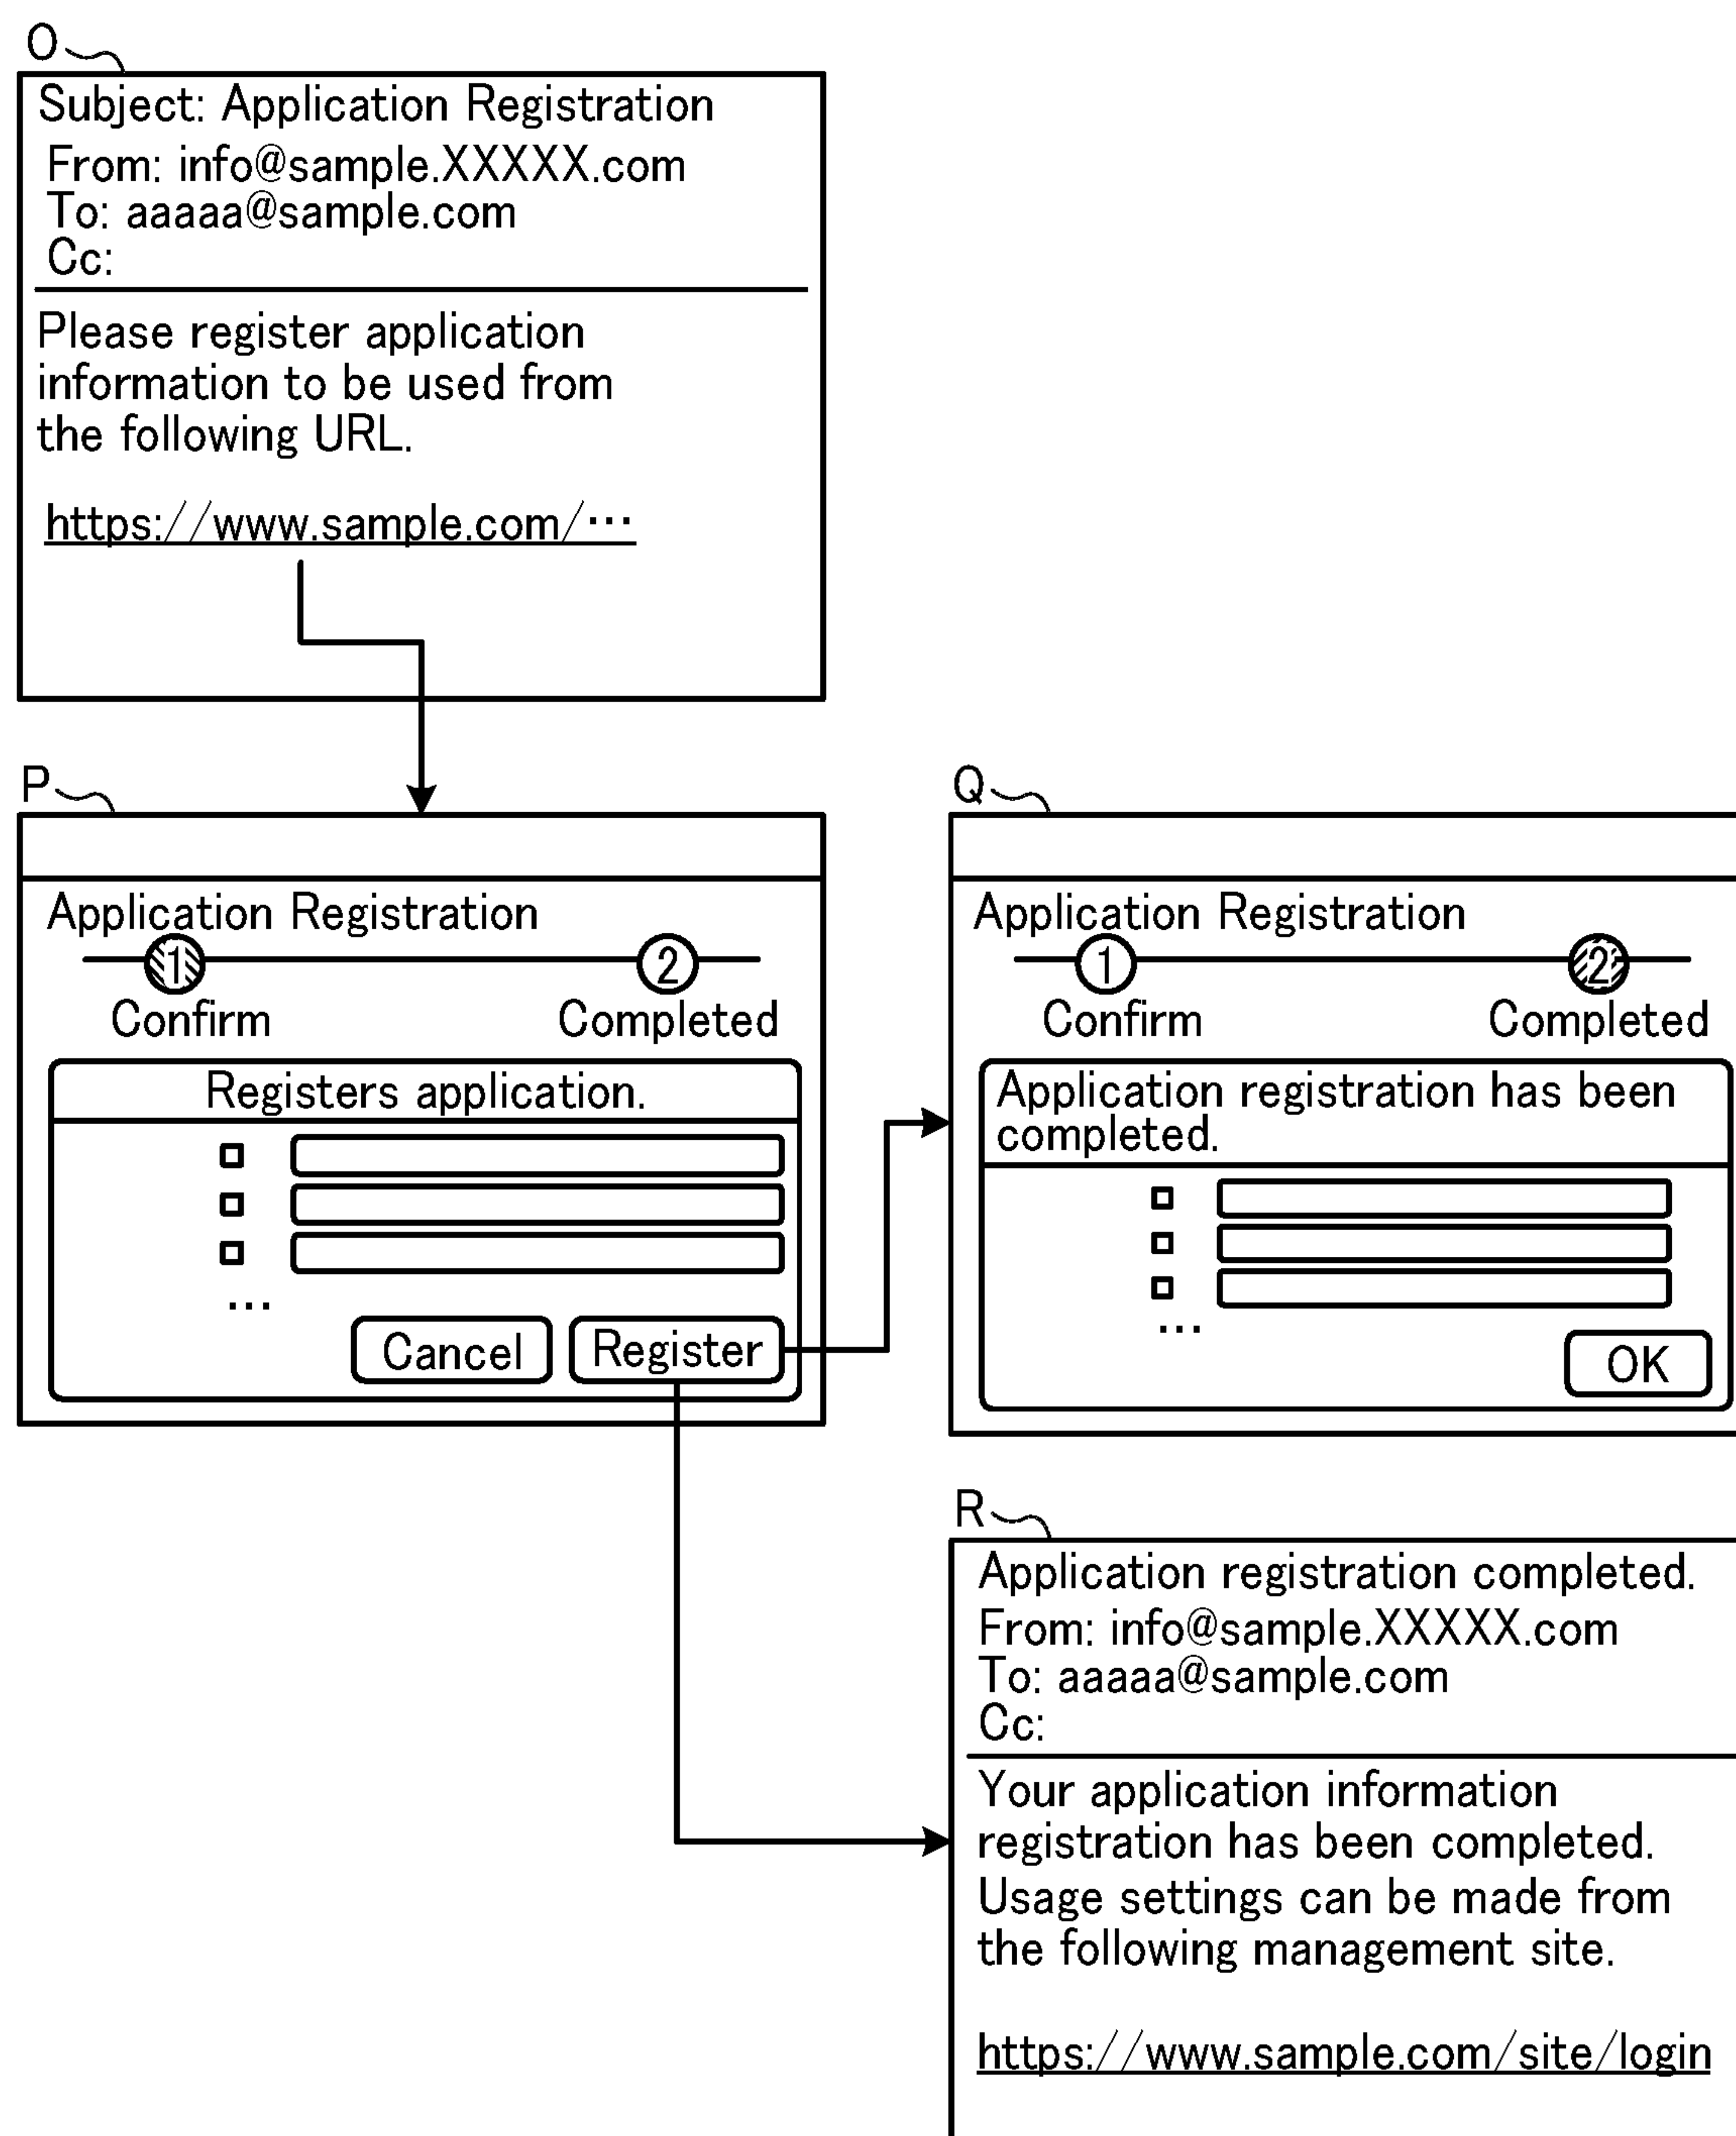 O
Subject: Application Registration
From: info@sample.XXXXX.com
To: aaaaa@sample.com
Cc:
Please register application
information to be used from
the following URL.
https://www.sample.com/···
P
Application Registration
1
2
Confirm
Completed
Registers application.
...
Cancel
Register
Q
Application Registration
1
2
Confirm
Completed
Application registration has been
completed.
...
OK
R
Application registration completed.
From: info@sample.XXXXX.com
To: aaaaa@sample.com
Cc:
Your application information
registration has been completed.
Usage settings can be made from
the following management site.
https://www.sample.com/site/login